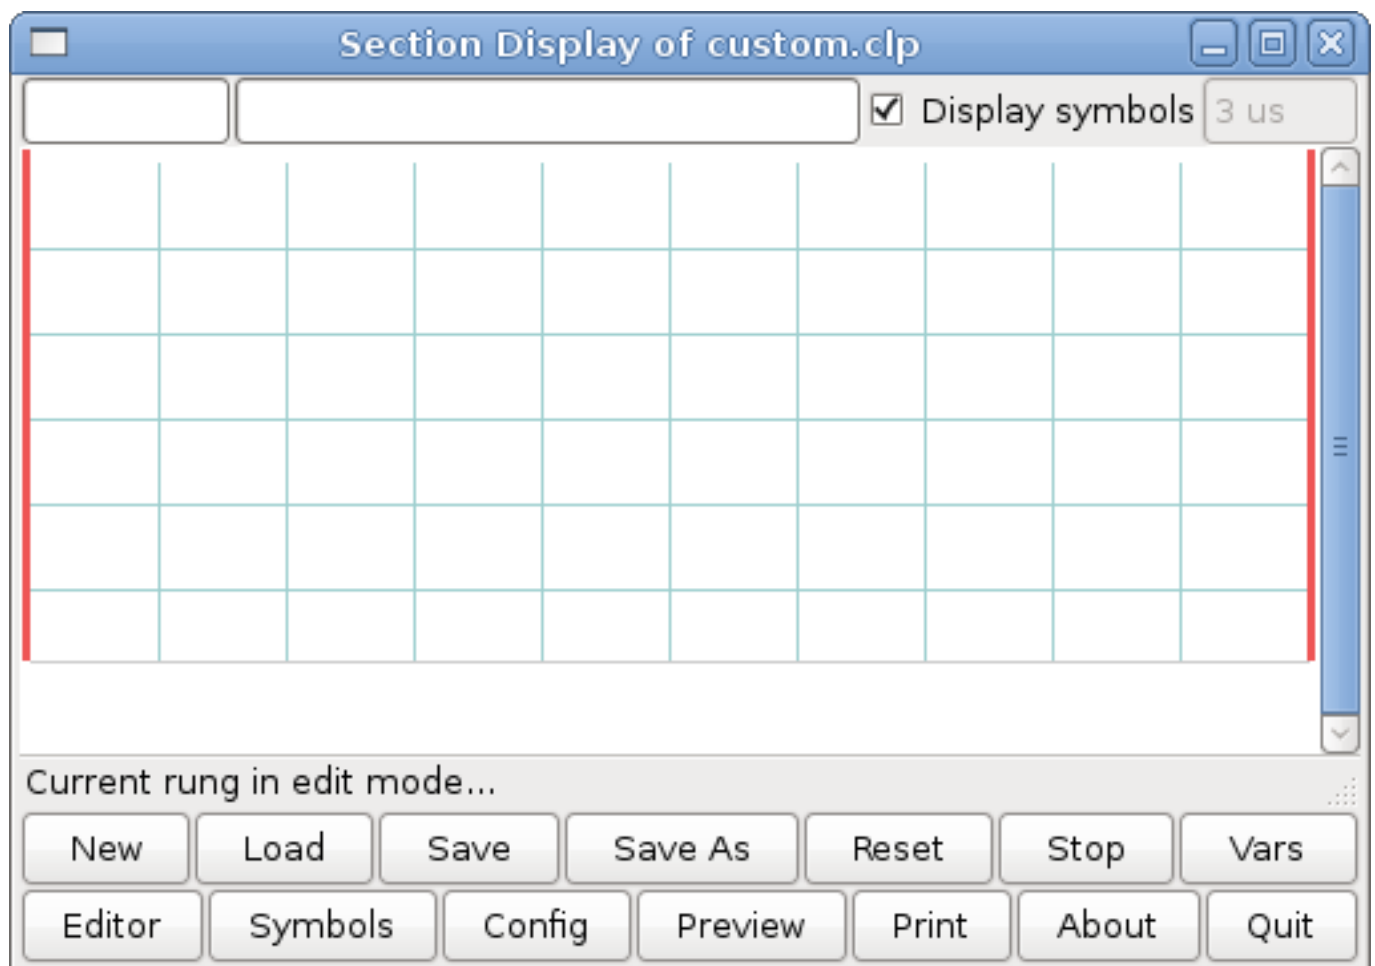 Section Display of custom.clp
Display symbols 3 us
Current rung in edit mode...
New Load Save Save As Reset Stop Vars
Editor Symbols Config Preview Print About Quit